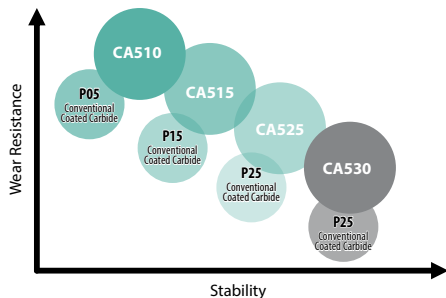 Wear Resistance
CA510
P05
Conventional
Coated Carbide
CA515
P15
Conventional
Coated Carbide
CA525
P25
Conventional
Coated Carbide
CA530
P25
Conventional
Coated Carbide
Stability